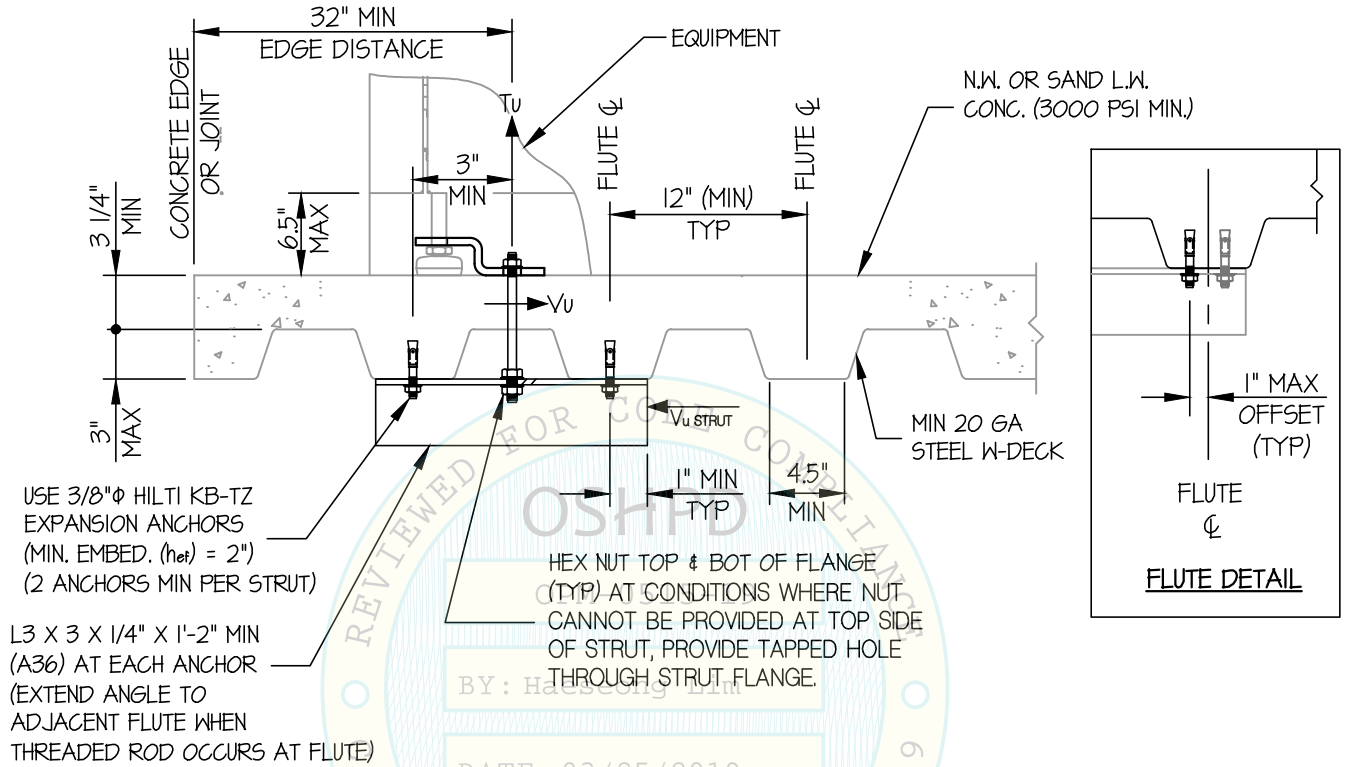 32" MIN
EDGE DISTANCE
CONCRETE EDGE
OR JOINT
EQUIPMENT
N.W. OR SAND L.W.
CONC. (3000 PSI MIN.)
Tu
FLUTE ℄
FLUTE ℄
3"
MIN
12" (MIN)
TYP
3 1/4"
MIN
6.5"
MAX
Vu
3"
MAX
Vu STRUT
1" MIN
TYP
4.5"
MIN
MIN 20 GA
STEEL W-DECK
1" MAX
OFFSET
(TYP)
FLUTE
℄
FLUTE DETAIL
USE 3/8"Φ HILTI KB-TZ
EXPANSION ANCHORS
(MIN. EMBED. (hef) = 2")
(2 ANCHORS MIN PER STRUT)
L3 X 3 X 1/4" X 1'-2" MIN
(A36) AT EACH ANCHOR
(EXTEND ANGLE TO
ADJACENT FLUTE WHEN
THREADED ROD OCCURS AT FLUTE)
HEX NUT TOP & BOT OF FLANGE
(TYP) AT CONDITIONS WHERE NUT
CANNOT BE PROVIDED AT TOP SIDE
OF STRUT, PROVIDE TAPPED HOLE
THROUGH STRUT FLANGE.
REVIEWED FOR CODE COMPLIANCE
OSHPD
BY: Haeseong Lim